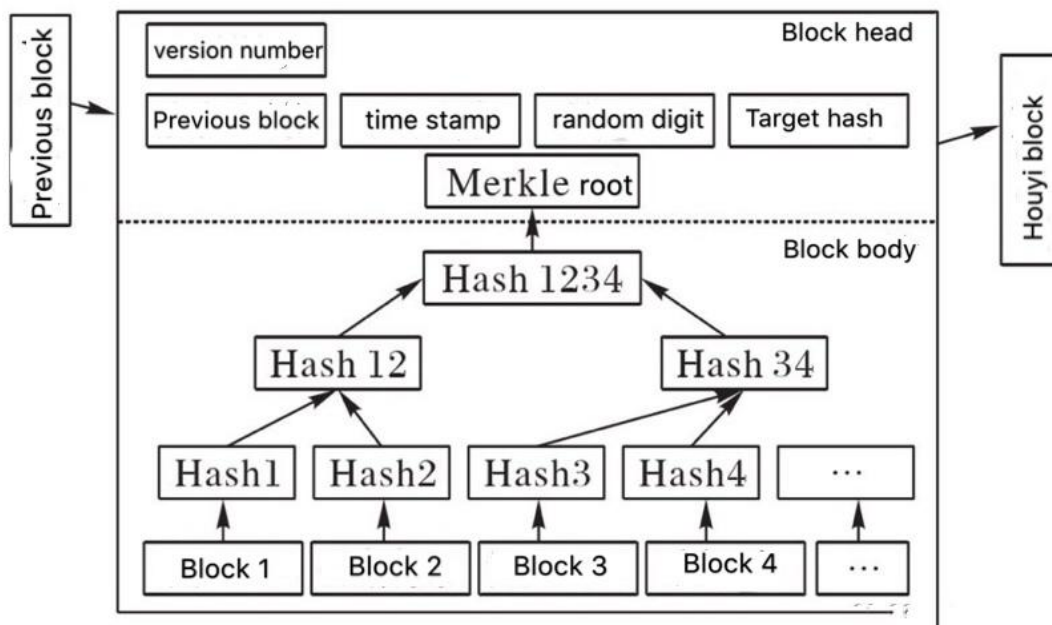 Previous block
Block head
version number
Previous block
time stamp
random digit
Target hash
Merkle root
Houyi block
Block body
Hash 1234
Hash 12
Hash 34
Hash1
Hash2
Hash3
Hash4
...
Block 1
Block 2
Block 3
Block 4
...